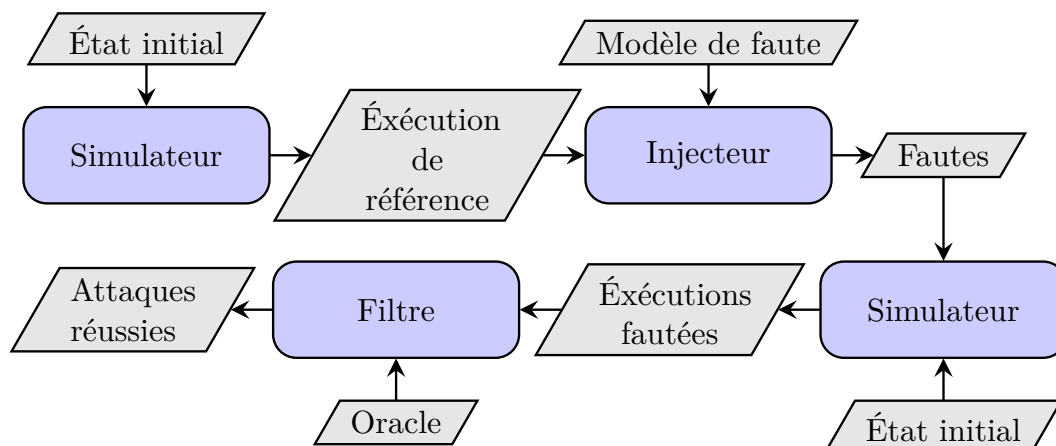 État initial
Modèle de faute
Simulateur
Éxécution
de
référence
Injecteur
Fautes
Attaques
réussies
Filtre
Éxécutions
fautées
Simulateur
Oracle
État initial